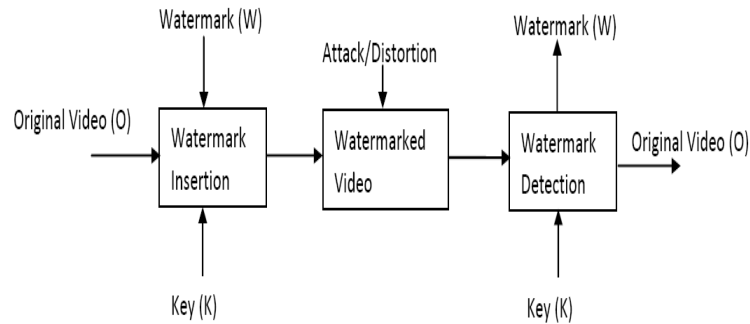 Watermark (W)
Watermark (W)
Attack/Distortion
Original Video (O)
Watermark
Insertion
Watermarked
Video
Watermark
Detection
Original Video (O)
Key (K)
Key (K)